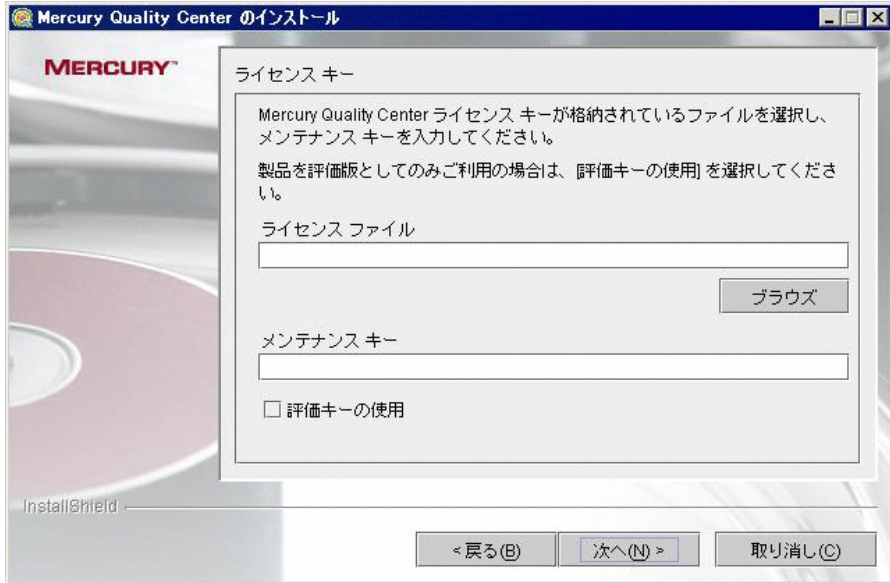 Mercury Quality Center のインストール
MERCURY™
ライセンス キー
Mercury Quality Center ライセンス キーが格納されているファイルを選択し、
メンテナンス キーを入力してください。
製品を評価版としてのみご利用の場合は、[評価キーの使用] を選択してくださ
い。
ライセンス ファイル
ブラウズ
メンテナンス キー
評価キーの使用
InstallShield
<戻る(B)
次へ(N) >
取り消し(C)